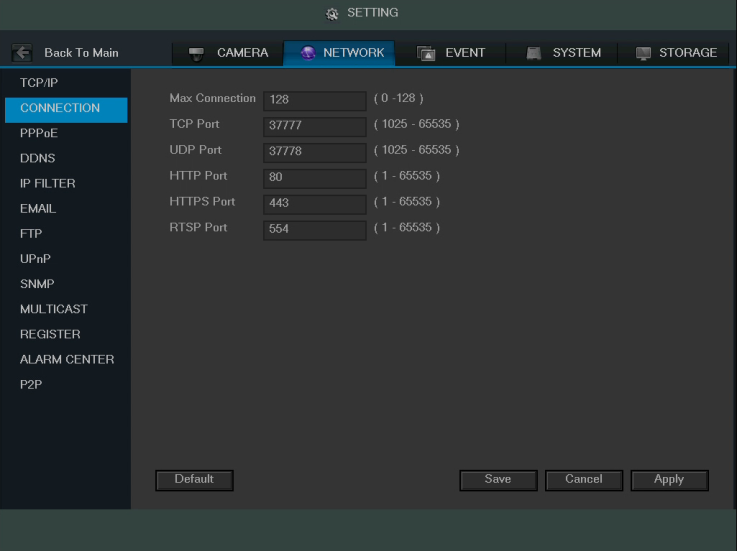 SETTING
Back To Main CAMERA NETWORK EVENT SYSTEM STORAGE
TCP/IP
CONNECTION
PPPoE
DDNS
IP FILTER
EMAIL
FTP
UPnP
SNMP
MULTICAST
REGISTER
ALARM CENTER
P2P
Max Connection 128 ( 0 -128 )
TCP Port 37777 ( 1025 - 65535 )
UDP Port 37778 ( 1025 - 65535 )
HTTP Port 80 ( 1 - 65535 )
HTTPS Port 443 ( 1 - 65535 )
RTSP Port 554 ( 1 - 65535 )
Default Save Cancel Apply